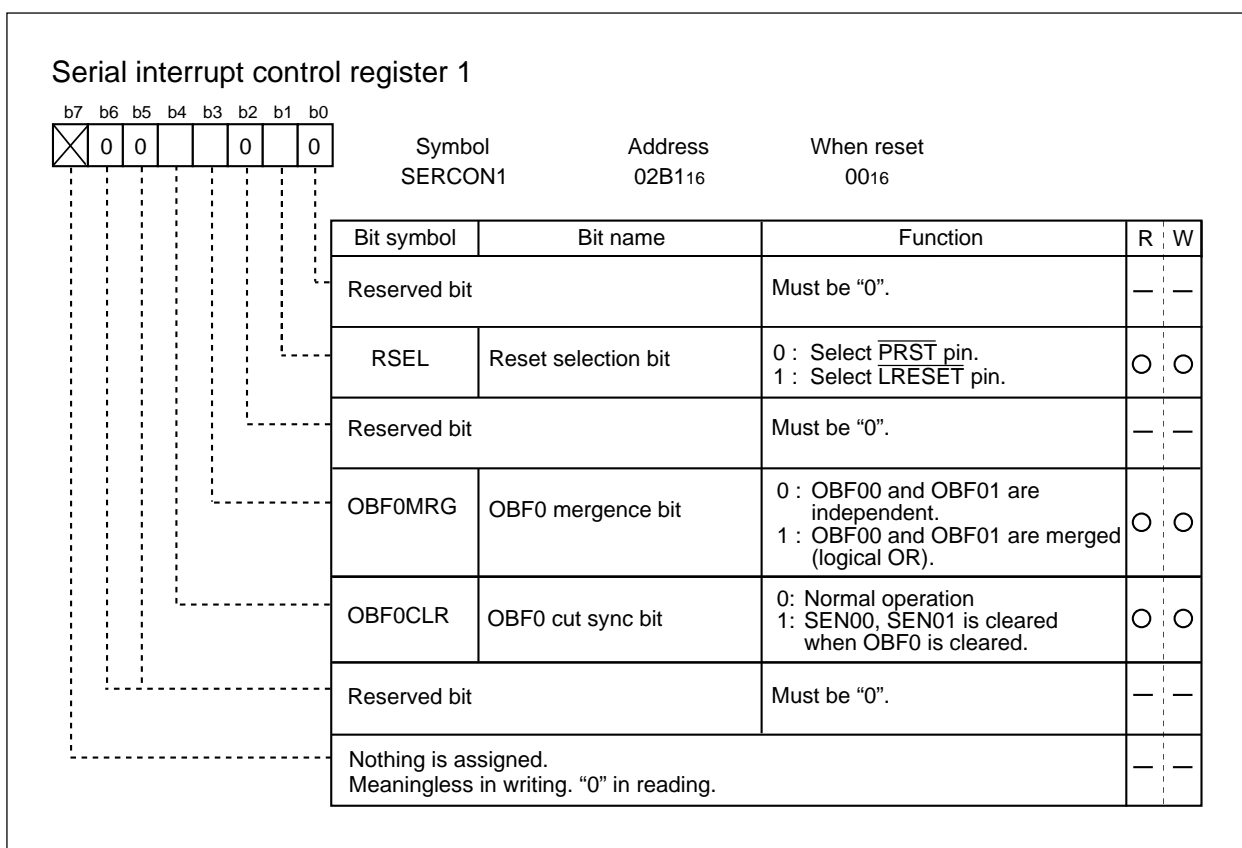 Serial interrupt control register 1
b7 b6 b5 b4 b3 b2 b1 b0
0 0 0 0
Symbol Address When reset
SERCON1 02B116 0016
Bit symbol Bit name Function R W
Reserved bit Must be “0”. — —
RSEL Reset selection bit 0 : Select PRST pin.
1 : Select LRESET pin.
Reserved bit Must be “0”. — —
OBF0MRG OBF0 mergence bit 0 : OBF00 and OBF01 are
independent.
1 : OBF00 and OBF01 are merged
(logical OR).
OBF0CLR OBF0 cut sync bit 0: Normal operation
1: SEN00, SEN01 is cleared
when OBF0 is cleared.
Reserved bit Must be “0”. — —
Nothing is assigned.
Meaningless in writing. “0” in reading. — —